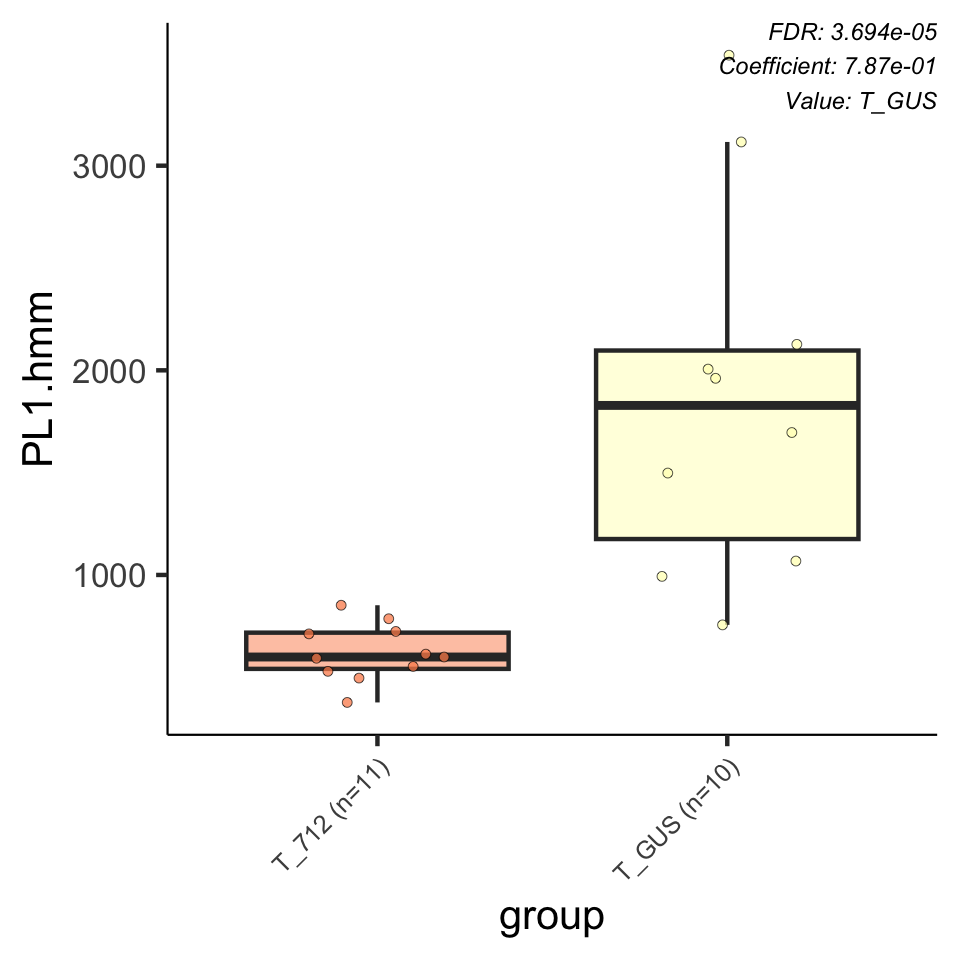 FDR: 3.694e-05
Coefficient: 7.87e-01
Value: T_GUS
3000
2000
1000
PL1.hmm
T_712 (n=11)
T_GUS (n=10)
group